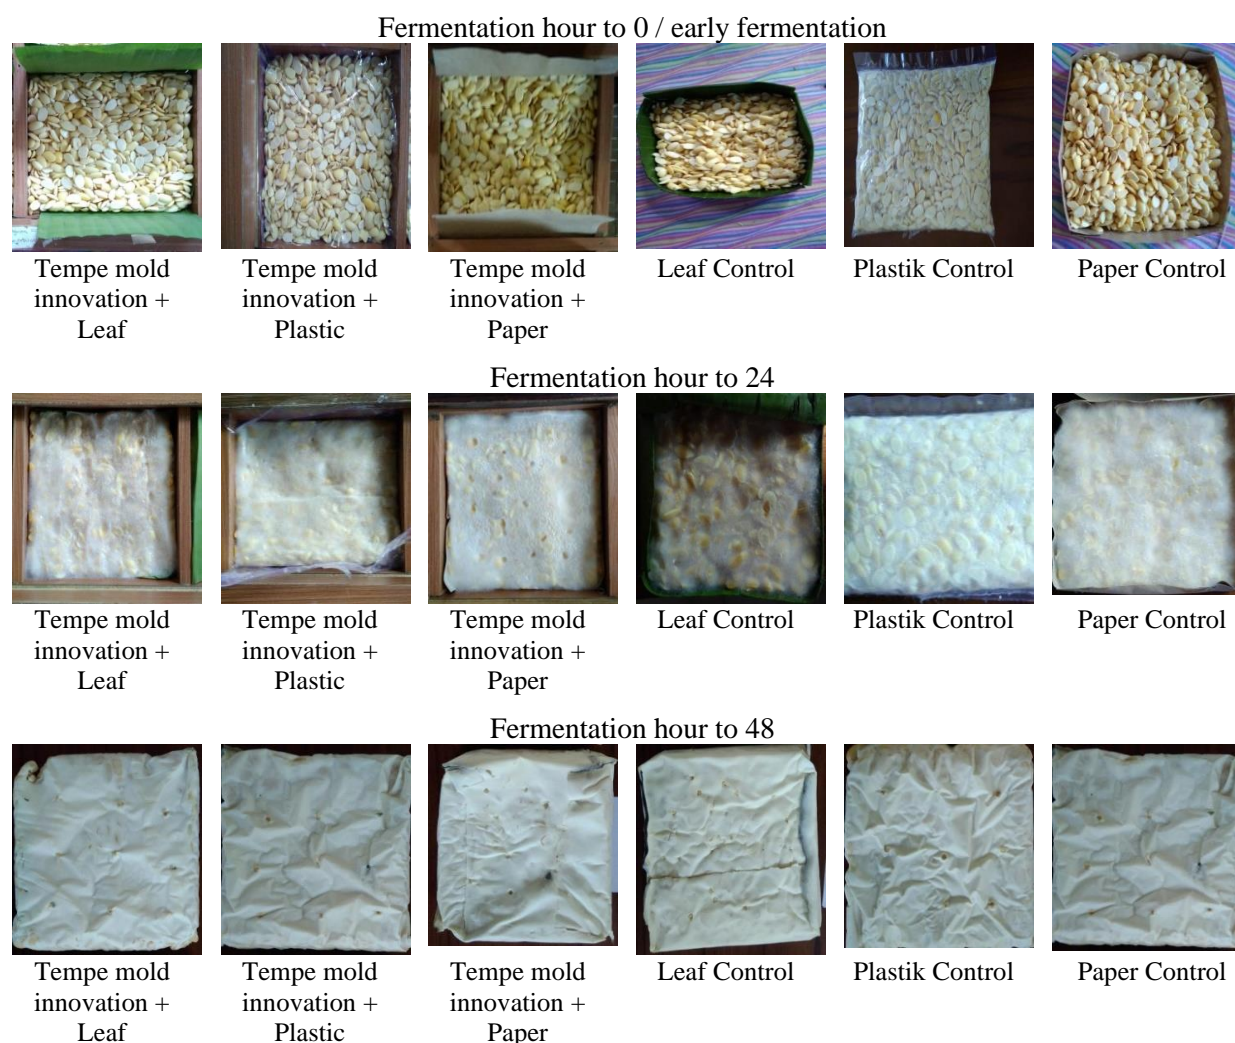 Fermentation hour to 0 / early fermentation
Tempe mold
innovation +
Leaf
Tempe mold
innovation +
Plastic
Tempe mold
innovation +
Paper
Leaf Control
Plastik Control
Paper Control
Fermentation hour to 24
Tempe mold
innovation +
Leaf
Tempe mold
innovation +
Plastic
Tempe mold
innovation +
Paper
Leaf Control
Plastik Control
Paper Control
Fermentation hour to 48
Tempe mold
innovation +
Leaf
Tempe mold
innovation +
Plastic
Tempe mold
innovation +
Paper
Leaf Control
Plastik Control
Paper Control